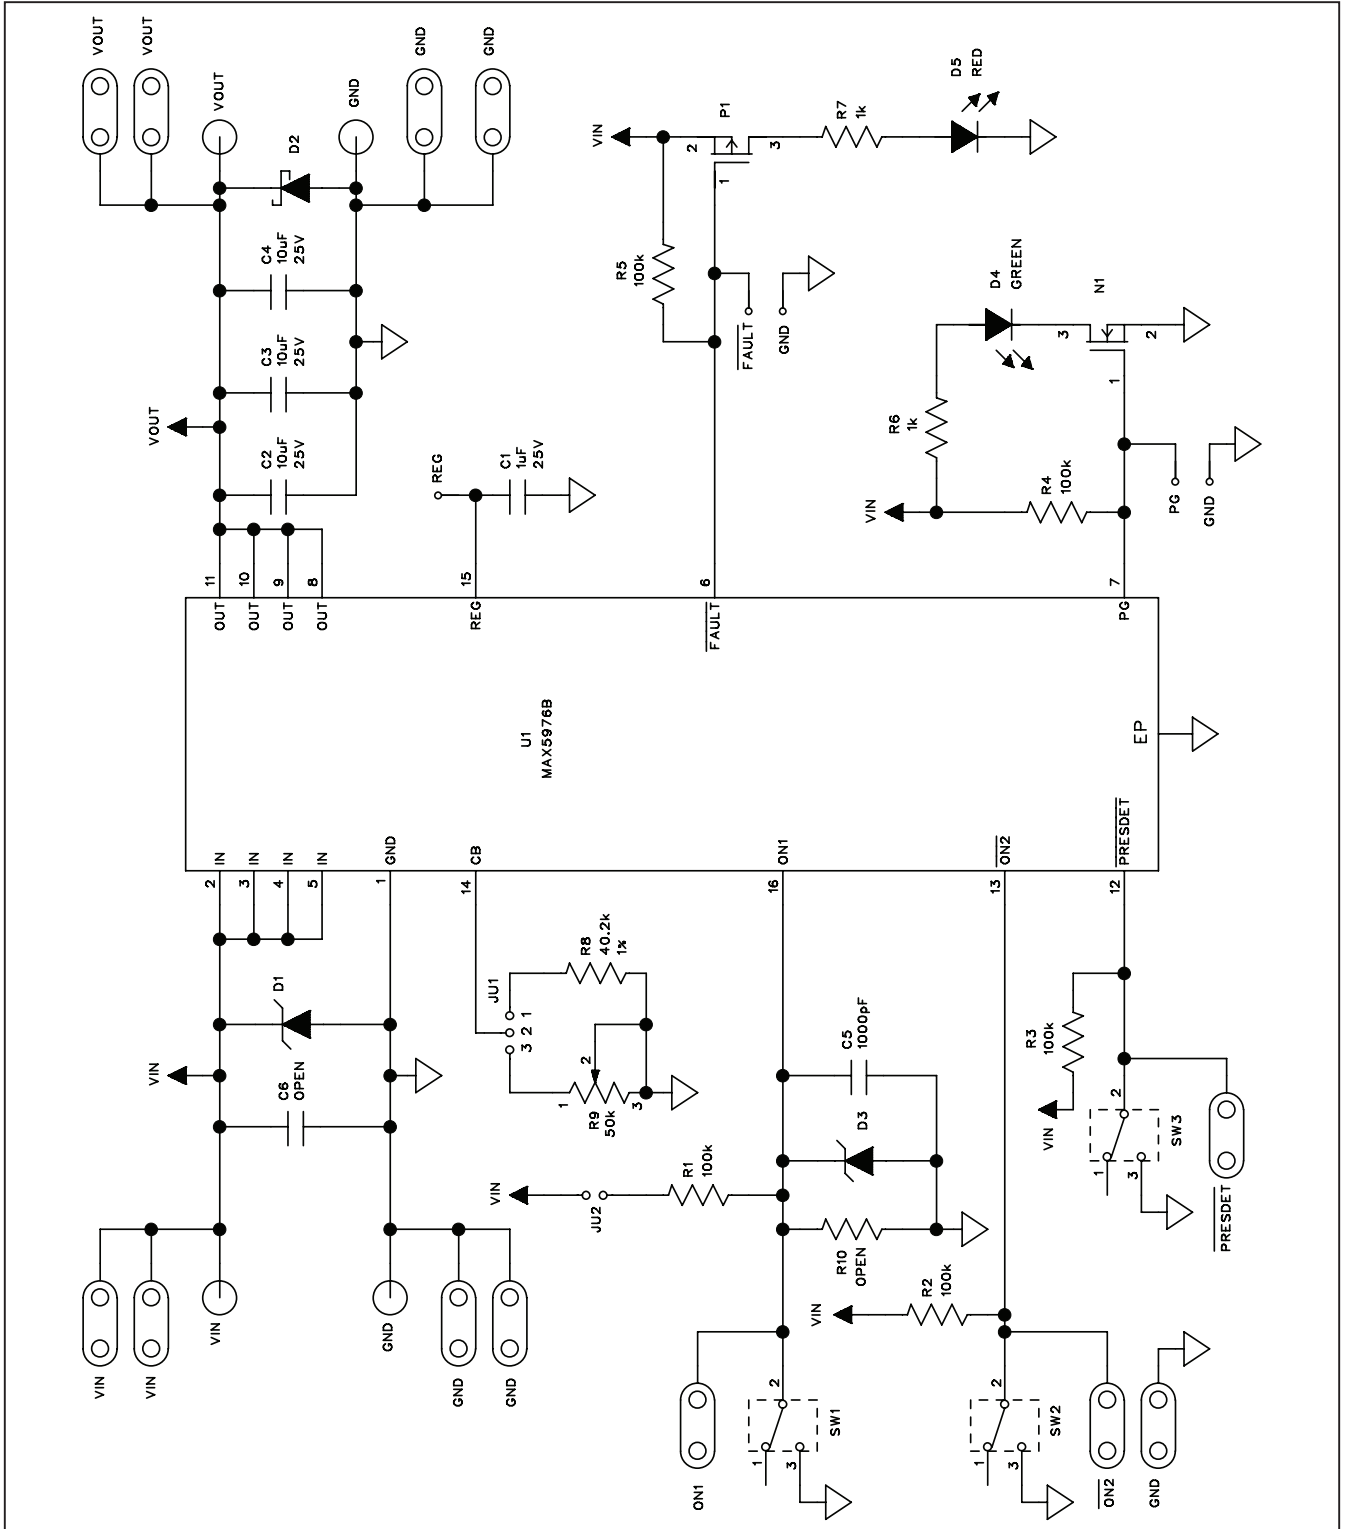 VOUT
VOUT
VOUT
GND
GND
GND
D2
C4
10uF
25V
C3
10uF
25V
C2
10uF
25V
VOUT
REG
C1
1uF
25V
VIN
2
P1
1
3
R7
1k
D5
RED
R5
100k
FAULT
GND
D4
GREEN
N1
3
1
2
R6
1k
VIN
R4
100k
PG
GND
11
10
9
8
15
6
7
OUT
OUT
OUT
OUT
REG
FAULT
PG
U1
MAX5976B
EP
IN
IN
IN
IN
GND
CB
ON1
ON2
PRESDET
2
3
4
5
1
14
16
13
12
D1
VIN
C6
OPEN
JU1
1
2
3
R8
40.2k
1%
1
2
3
R9
50k
VIN
JU2
R1
100k
C5
1000pF
D3
R10
OPEN
R3
100k
VIN
2
1
3
SW3
PRESDET
VIN
R2
100k
VIN
VIN
VIN
GND
GND
GND
ON1
2
1
3
SW1
2
1
3
SW2
ON2
GND